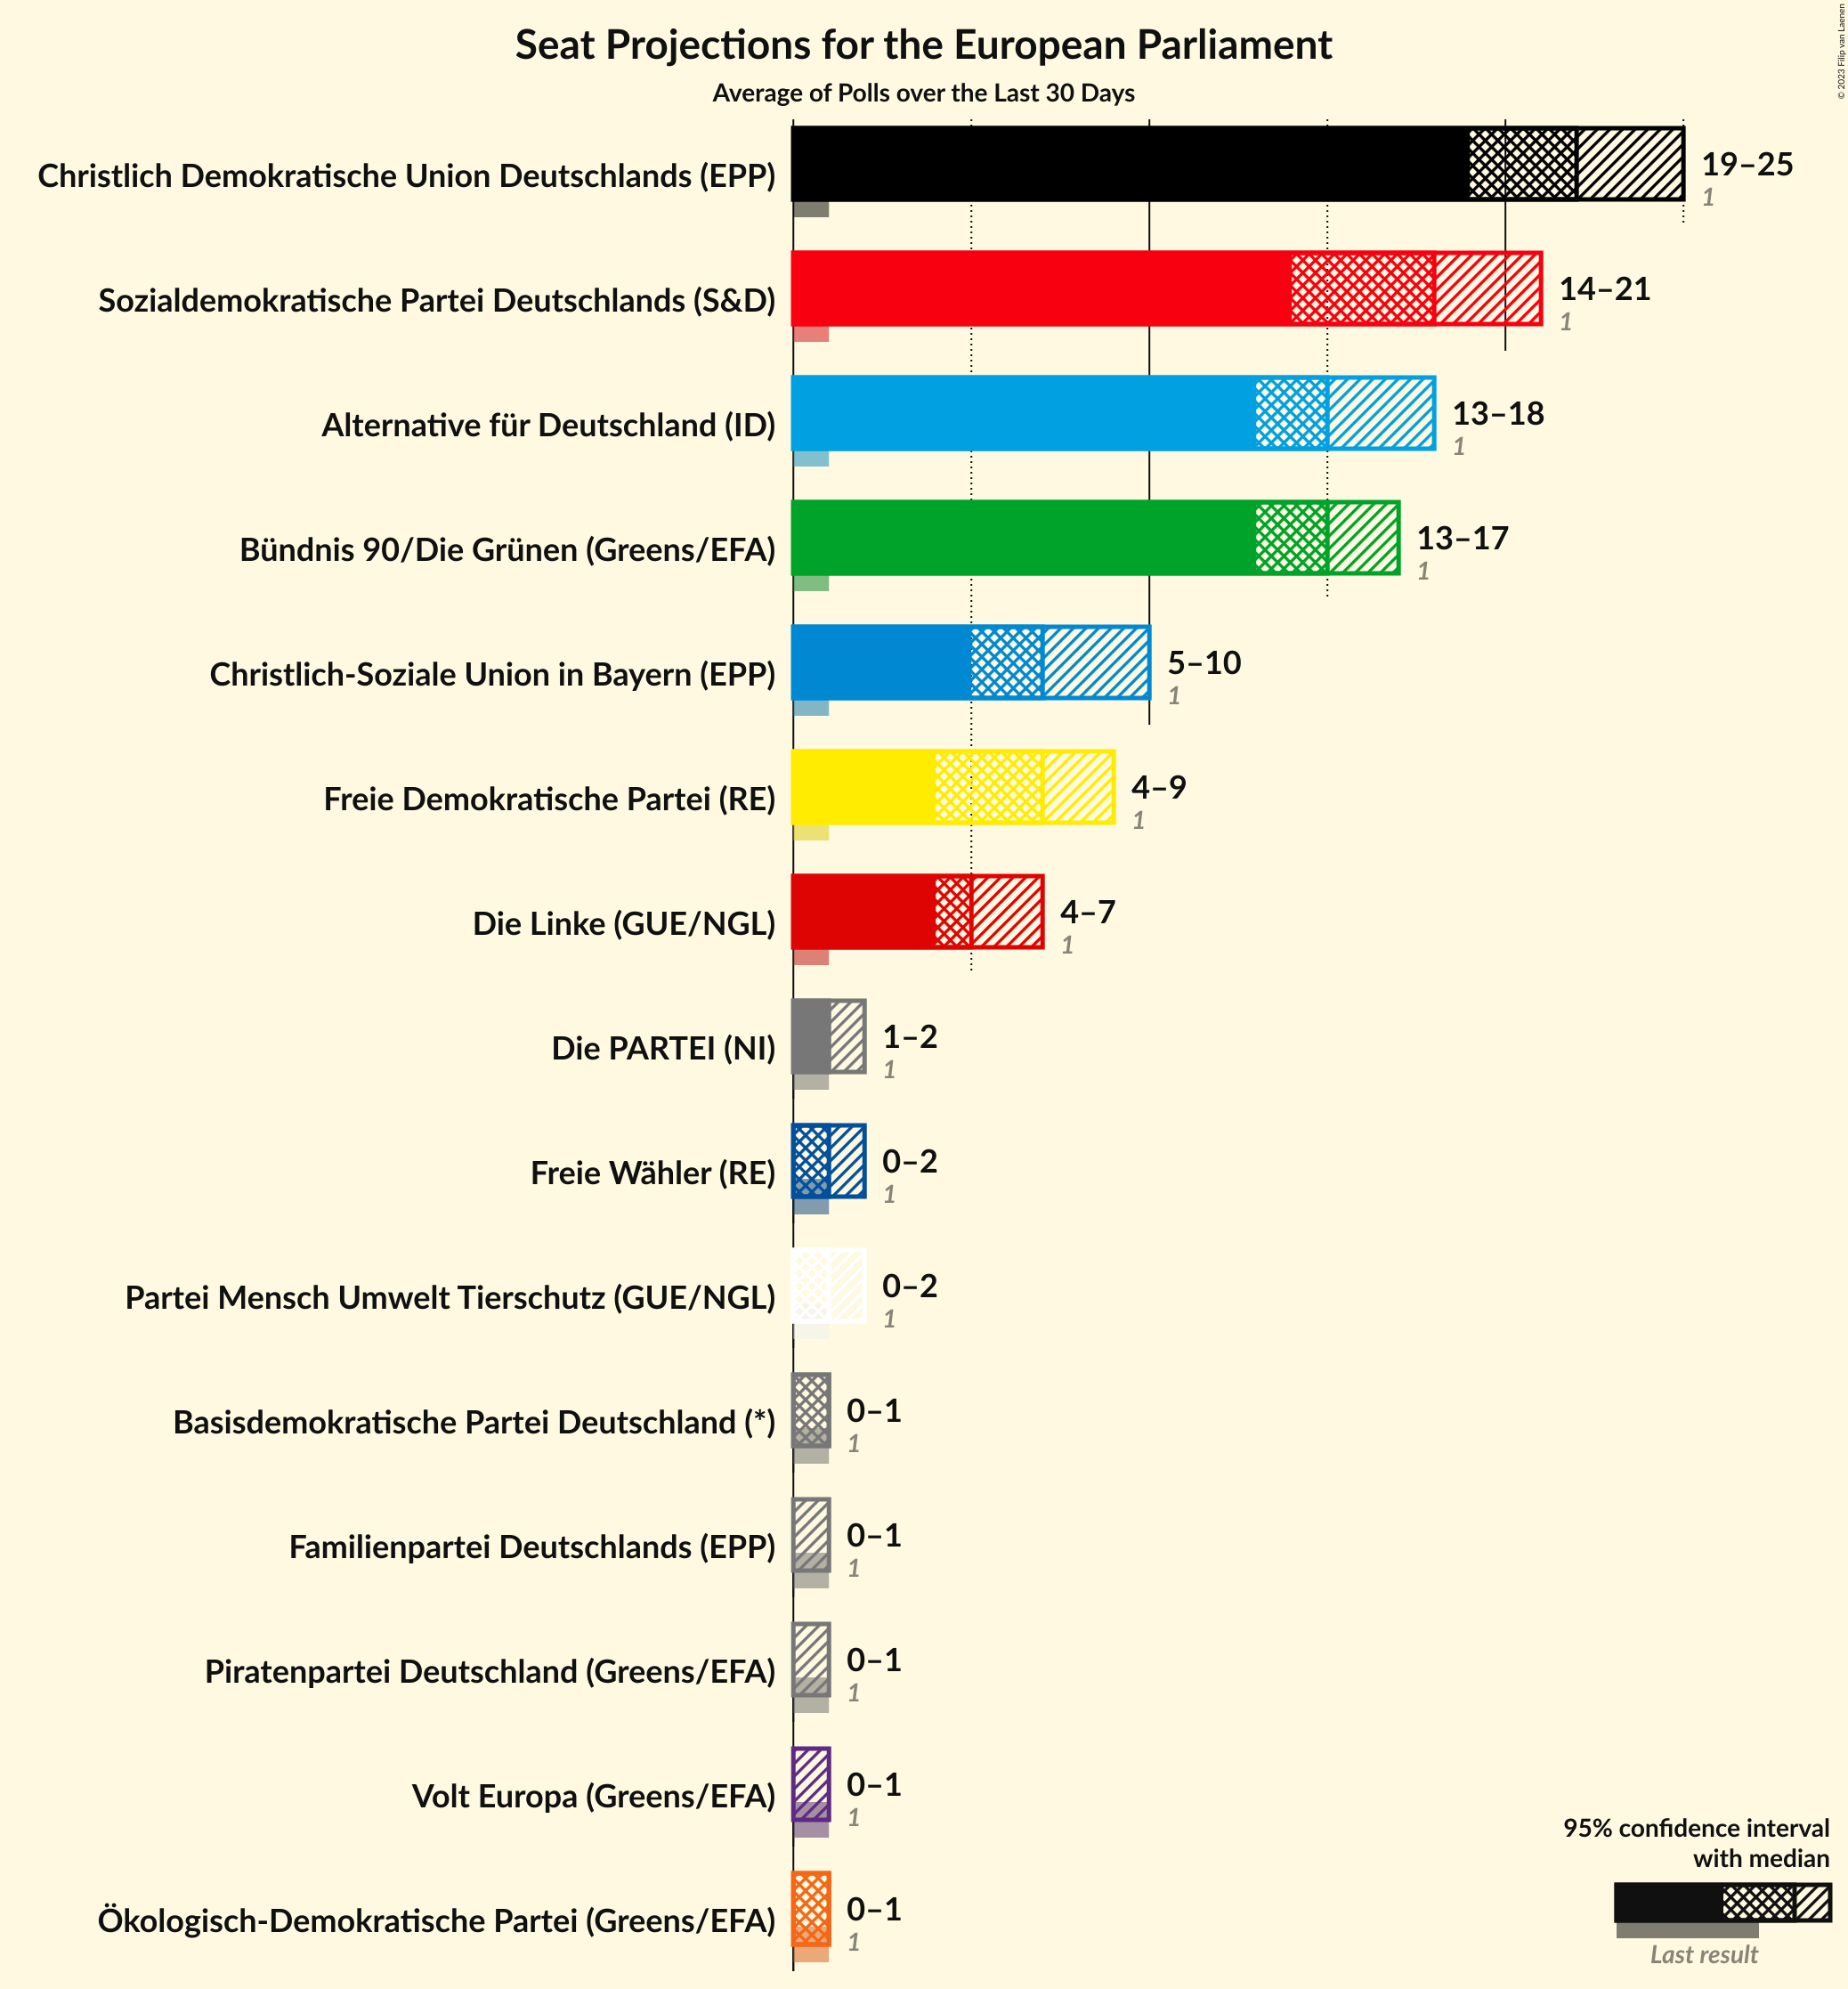 Seat Projections for the European Parliament
Average of Polls over the Last 30 Days
© 2023 Filip van Laenen
Christlich Demokratische Union Deutschlands (EPP)
19–25
1
Sozialdemokratische Partei Deutschlands (S&D)
14–21
1
Alternative für Deutschland (ID)
13–18
1
Bündnis 90/Die Grünen (Greens/EFA)
13–17
1
Christlich-Soziale Union in Bayern (EPP)
5–10
1
Freie Demokratische Partei (RE)
4–9
1
Die Linke (GUE/NGL)
4–7
1
Die PARTEI (NI)
1–2
1
Freie Wähler (RE)
0–2
1
Partei Mensch Umwelt Tierschutz (GUE/NGL)
0–2
1
Basisdemokratische Partei Deutschland (*)
0–1
1
Familienpartei Deutschlands (EPP)
0–1
1
Piratenpartei Deutschland (Greens/EFA)
0–1
1
Volt Europa (Greens/EFA)
0–1
1
Ökologisch-Demokratische Partei (Greens/EFA)
0–1
1
95% confidence interval
with median
Last result